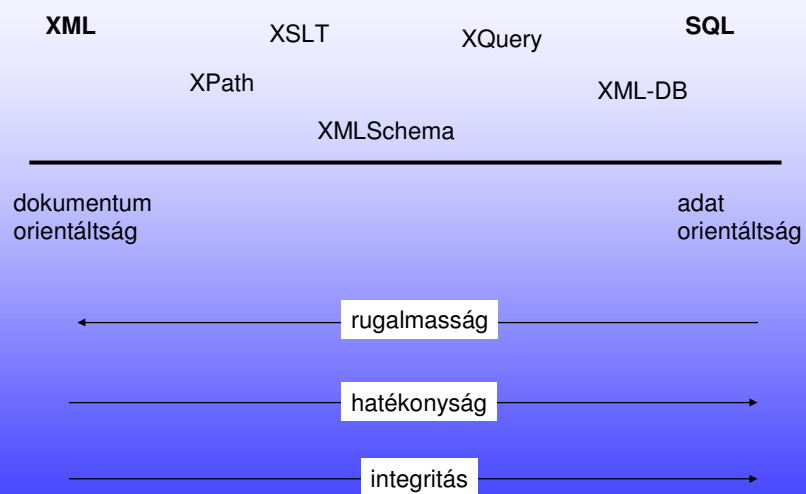 XML XSLT XQuery SQL
XPath XML-DB
XMLSchema
dokumentum
orientáltság
adat
orientáltság
rugalmasság
hatékonyság
integritás